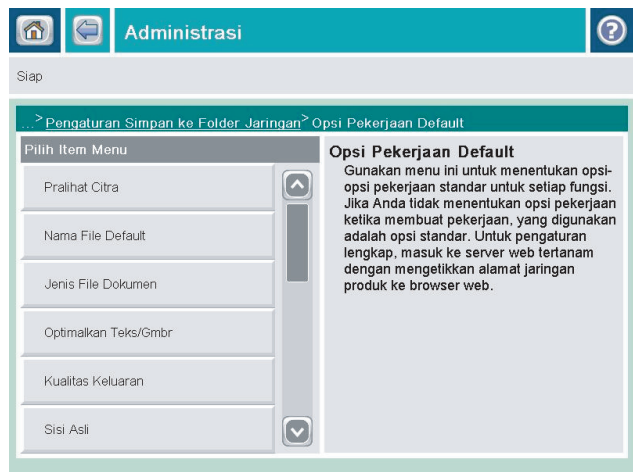 Administrasi
Siap
...> Pengaturan Simpan ke Folder Jaringan> Opsi Pekerjaan Default
Pilih Item Menu
Pralihat Citra
Nama File Default
Jenis File Dokumen
Optimalkan Teks/Gmbr
Kualitas Keluaran
Sisi Asli
Opsi Pekerjaan Default
Gunakan menu ini untuk menentukan opsi-
opsi pekerjaan standar untuk setiap fungsi.
Jika Anda tidak menentukan opsi pekerjaan
ketika membuat pekerjaan, yang digunakan
adalah opsi standar. Untuk pengaturan
lengkap, masuk ke server web tertanam
dengan mengetikkan alamat jaringan
produk ke browser web.